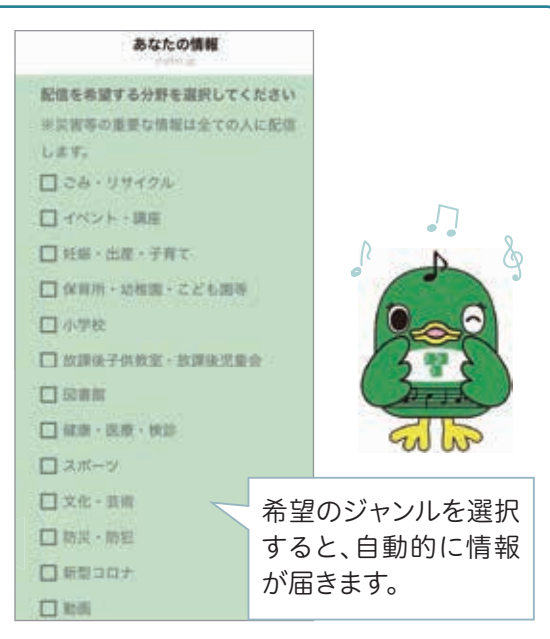 あなたの情報
配信を希望する分野を選択してください
※災害等の重要な情報は全ての人に配信
します。
ごみ・リサイクル
イベント・講座
妊娠・出産・子育て
保育所・幼稚園・こども園等
小学校
放課後子供教室・放課後児童会
図書館
健康・医療・検診
スポーツ
文化・芸術
防災・防犯
新型コロナ
動画
希望のジャンルを選択
すると、自動的に情報
が届きます。